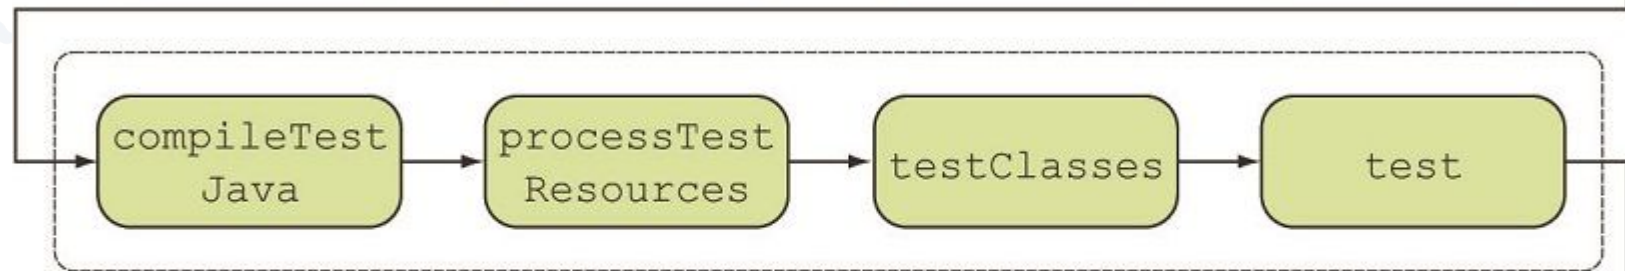 compileTest
Java
processTest
Resources
testClasses
test